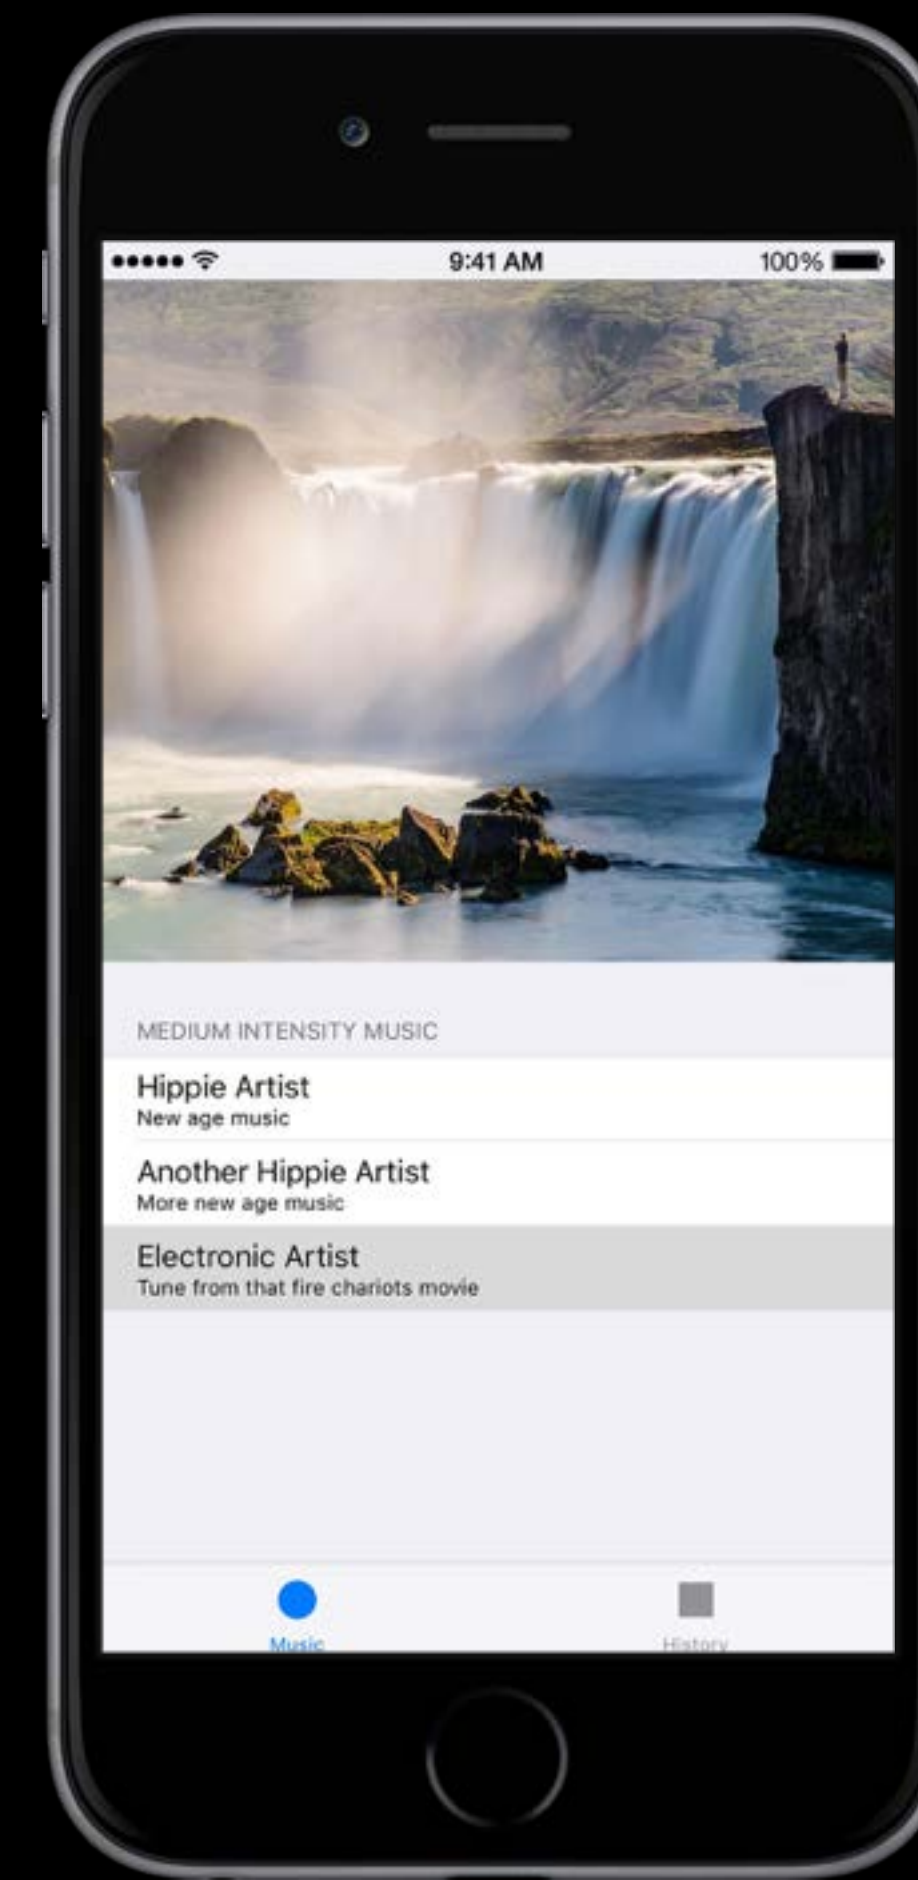 9:41 AM 100%
MEDIUM INTENSITY MUSIC
Hippie Artist
New age music
Another Hippie Artist
More new age music
Electronic Artist
Tune from that fire chariots movie
Music History